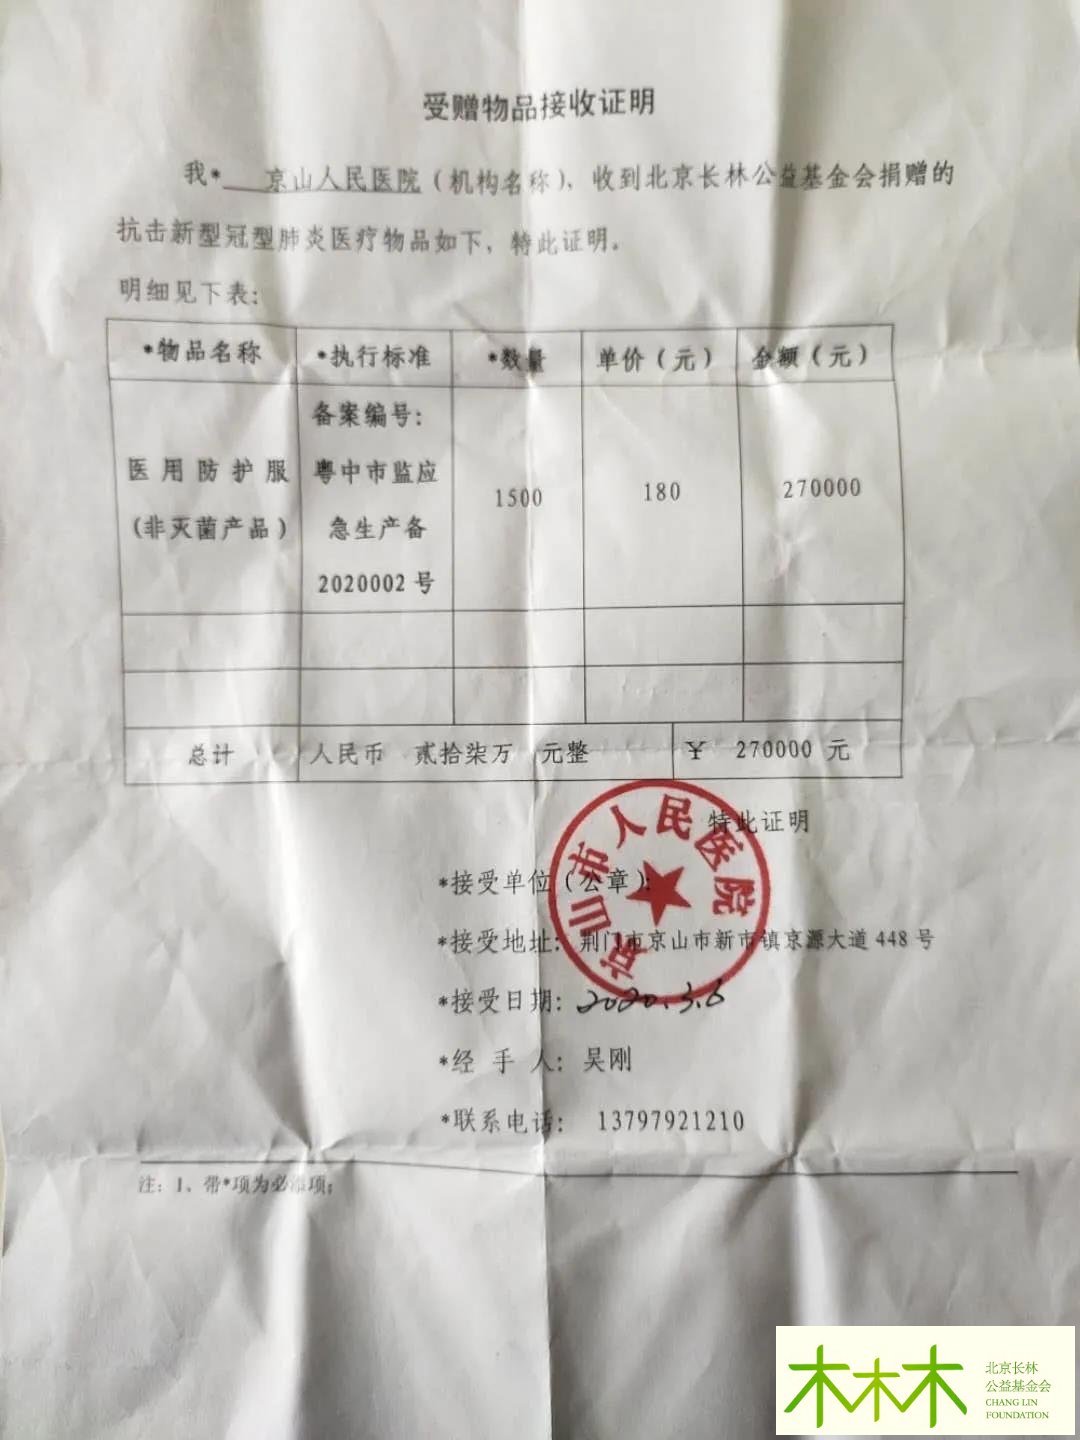 受赠物品接收证明
我* 京山人民医院（机构名称），收到北京长林公益基金会捐赠的
抗击新型冠型肺炎医疗物品如下，特此证明。
明细见下表：
*物品名称 *执行标准 *数量 单价（元） 金额（元）
医用防护服（非灭菌产品） 备案编号：粤中市监应急生产备2020002号 1500 180 270000
总计 人民币 贰拾柒万 元整 ￥ 270000 元
特此证明
*接受单位（公章）：
京山市人民医院
*接受地址：荆门市京山市新市镇京源大道448号
*接受日期：2020.3.6
*经 手 人：吴刚
*联系电话： 13797921210
注：1、带*项为必填项；
木木木
北京长林
公益基金会
CHANG LIN
FOUNDATION